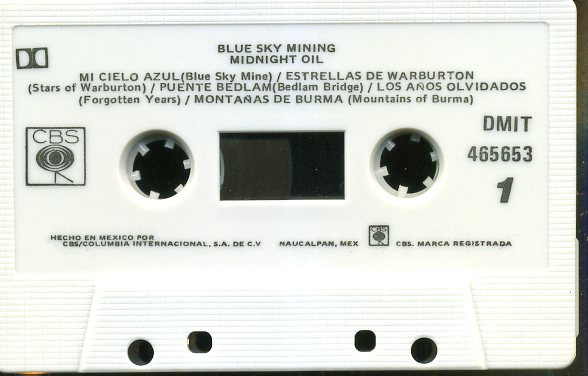 BLUE SKY MINING
MIDNIGHT OIL
MI CIELO AZUL(Blue Sky Mine) / ESTRELLAS DE WARBURTON
(Stars of Warburton) / PUENTE BEDLAM(Bedlam Bridge) / LOS AÑOS OLVIDADOS
(Forgotten Years) / MONTAÑAS DE BURMA (Mountains of Burma)
CBS
DMIT
465653
1
HECHO EN MEXICO POR
CBS/COLUMBIA INTERNACIONAL, S.A. DE C.V
NAUCALPAN, MEX
CBS
CBS. MARCA REGISTRADA